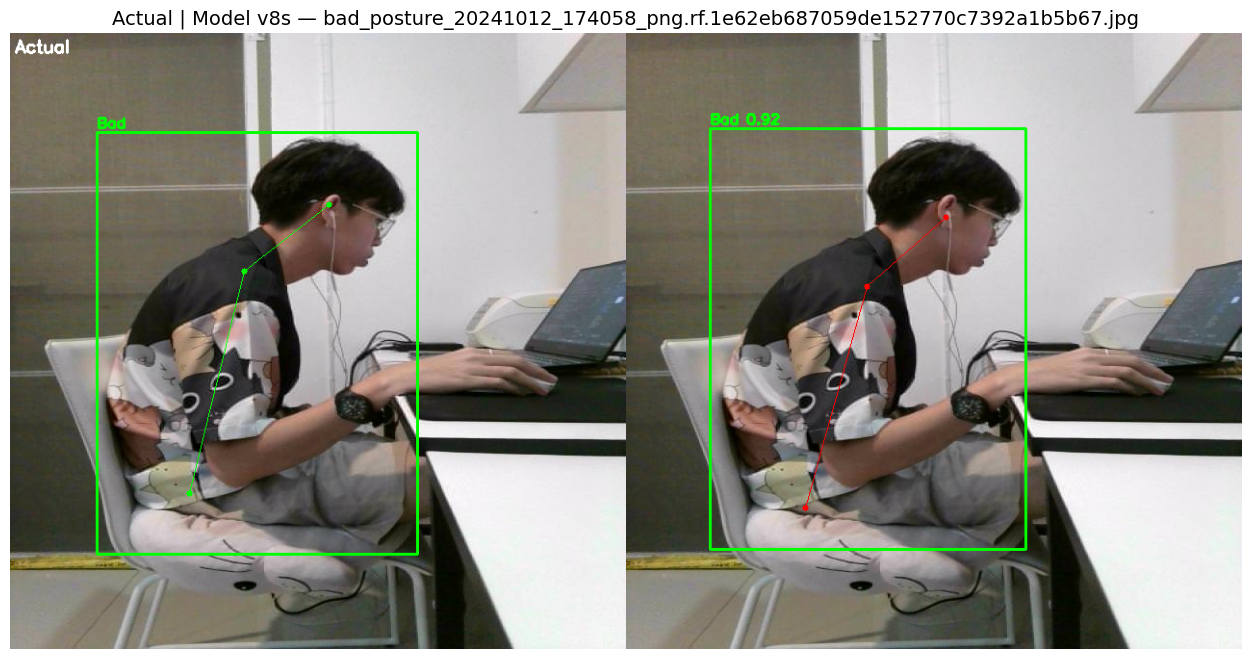 Actual | Model v8s — bad_posture_20241012_174058_png.rf.1e62eb687059de152770c7392a1b5b67.jpg
Actual
Bad
Bad 0.92